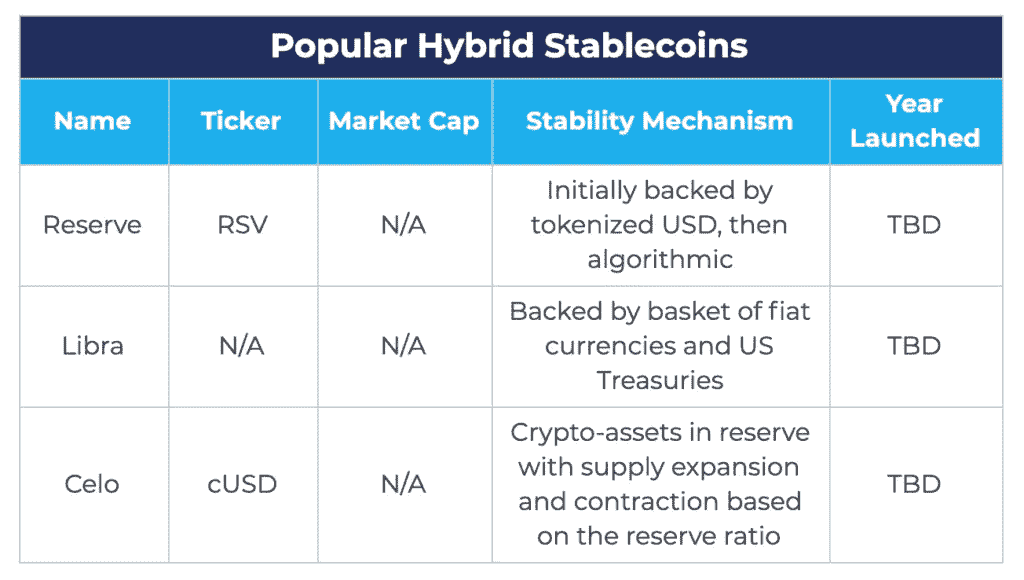 Popular Hybrid Stablecoins
Name Ticker Market Cap Stability Mechanism Year Launched
Reserve RSV N/A Initially backed by tokenized USD, then algorithmic TBD
Libra N/A N/A Backed by basket of fiat currencies and US Treasuries TBD
Celo cUSD N/A Crypto-assets in reserve with supply expansion and contraction based on the reserve ratio TBD